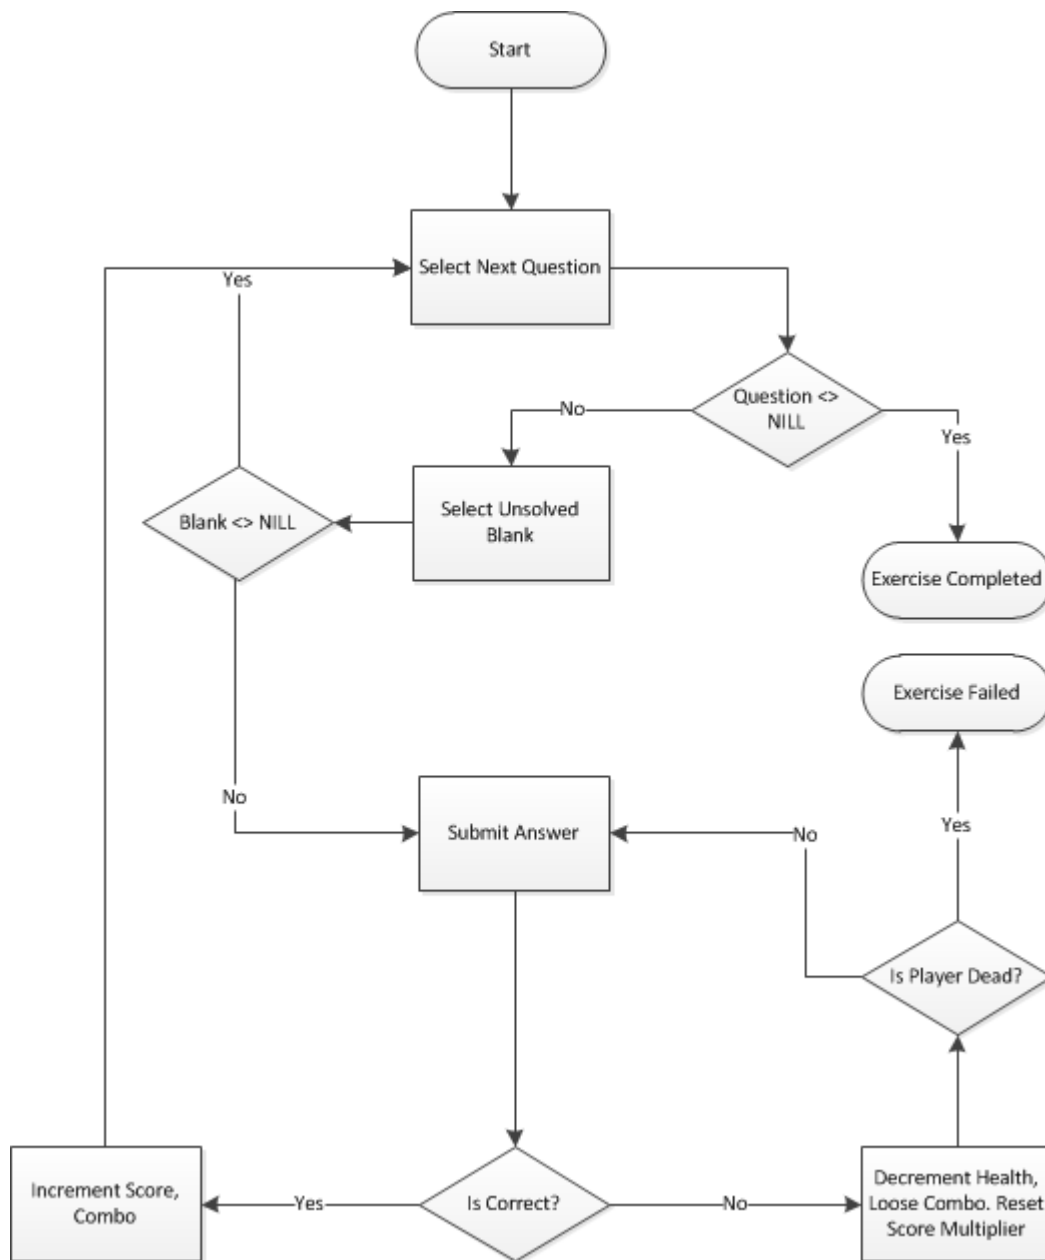 Start
Select Next Question
Yes
Question <>
NILL
No
Yes
Select Unsolved
Blank
Blank <> NILL
Exercise Completed
Exercise Failed
No
Submit Answer
No
Yes
Is Player Dead?
Increment Score,
Combo
Yes
Is Correct?
No
Decrement Health,
Loose Combo. Reset
Score Multiplier